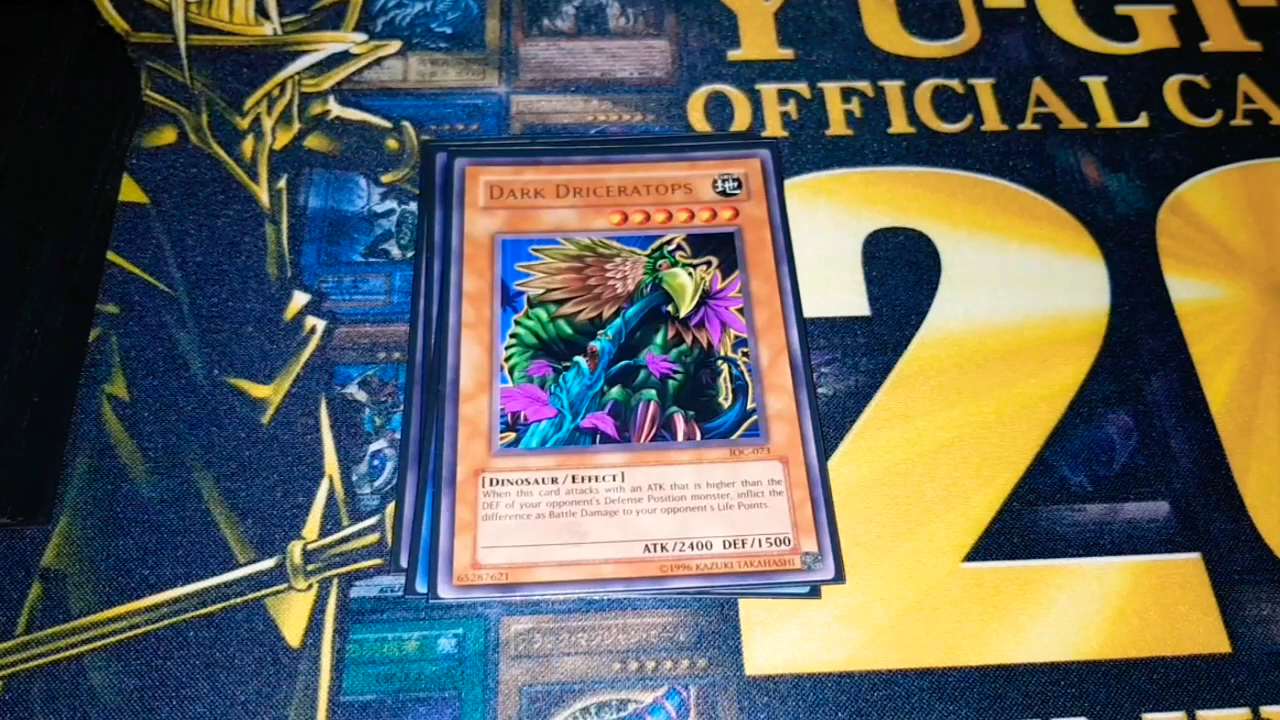 YU-GI-
OFFICIAL CA
20
DARK DRICERATOPS
IOC-073
[DINOSAUR/EFFECT]
When this card attacks with an ATK that is higher than the
DEF of your opponent's Defense Position monster, inflict the
difference as Battle Damage to your opponent's Life Points.
ATK/2400 DEF/1500
65287621
©1996 KAZUKI TAKAHASHI